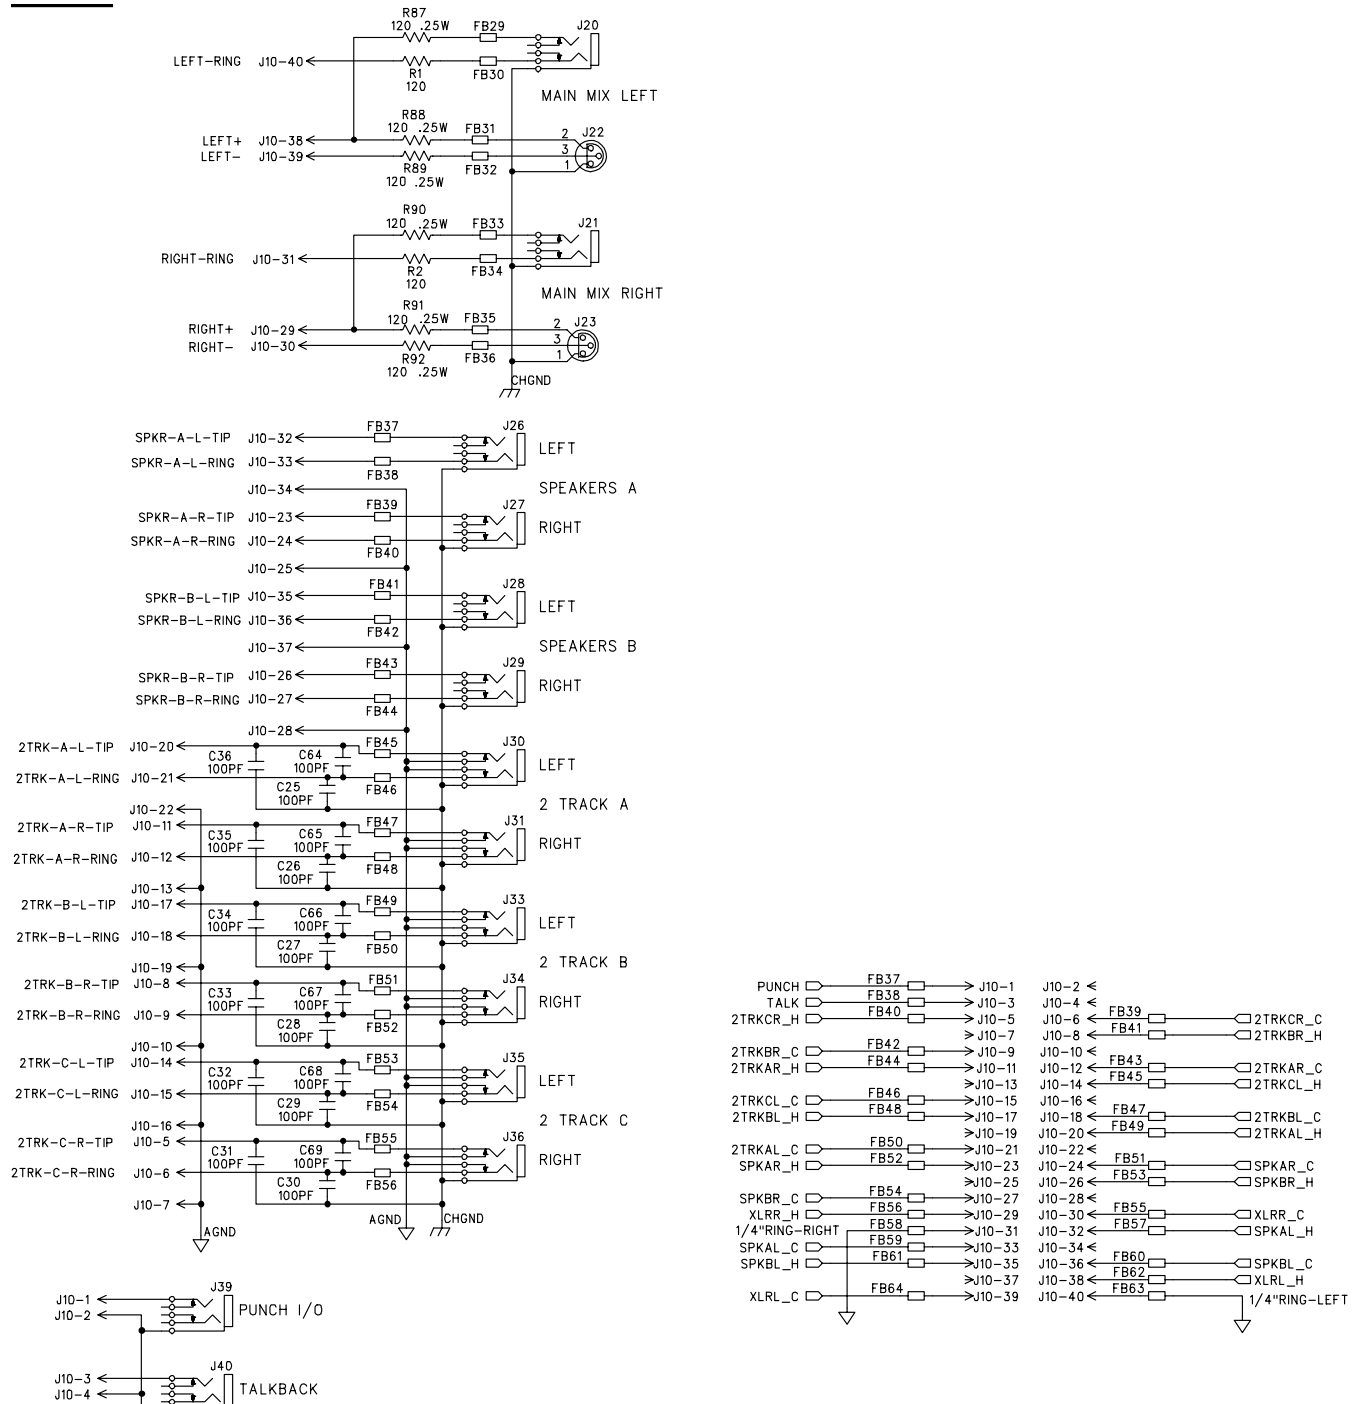 R87
120 .25W
FB29
J20
LEFT-RING J10-40
R1
120
FB30
MAIN MIX LEFT
R88
120 .25W
FB31
2
J22
LEFT+ J10-38
LEFT- J10-39
3
R89
120 .25W
FB32
1
R90
120 .25W
FB33
J21
RIGHT-RING J10-31
R2
120
FB34
MAIN MIX RIGHT
R91
120 .25W
FB35
2
J23
RIGHT+ J10-29
RIGHT- J10-30
3
R92
120 .25W
FB36
1
CHGND
SPKR-A-L-TIP J10-32
FB37
J26
LEFT
SPKR-A-L-RING J10-33
FB38
J10-34
SPEAKERS A
SPKR-A-R-TIP J10-23
FB39
J27
RIGHT
SPKR-A-R-RING J10-24
FB40
J10-25
SPKR-B-L-TIP J10-35
FB41
J28
LEFT
SPKR-B-L-RING J10-36
FB42
J10-37
SPEAKERS B
SPKR-B-R-TIP J10-26
FB43
J29
RIGHT
SPKR-B-R-RING J10-27
FB44
J10-28
2TRK-A-L-TIP J10-20
C36
100PF
C64
100PF
FB45
J30
LEFT
2TRK-A-L-RING J10-21
C25
100PF
FB46
J10-22
2 TRACK A
2TRK-A-R-TIP J10-11
C35
100PF
C65
100PF
FB47
J31
RIGHT
2TRK-A-R-RING J10-12
C26
100PF
FB48
J10-13
2TRK-B-L-TIP J10-17
C34
100PF
C66
100PF
FB49
J33
LEFT
2TRK-B-L-RING J10-18
C27
100PF
FB50
J10-19
2 TRACK B
2TRK-B-R-TIP J10-8
C33
100PF
C67
100PF
FB51
J34
RIGHT
2TRK-B-R-RING J10-9
C28
100PF
FB52
J10-10
2TRK-C-L-TIP J10-14
C32
100PF
C68
100PF
FB53
J35
LEFT
2TRK-C-L-RING J10-15
C29
100PF
FB54
J10-16
2 TRACK C
2TRK-C-R-TIP J10-5
C31
100PF
C69
100PF
FB55
J36
RIGHT
2TRK-C-R-RING J10-6
C30
100PF
FB56
J10-7
AGND
AGND
CHGND
J10-1
J10-2
J39
PUNCH I/O
J10-3
J10-4
J40
TALKBACK
PUNCH FB37 J10-1 J10-2
TALK FB38 J10-3 J10-4
2TRKCR_H FB40 J10-5 J10-6 FB39 2TRKCR_C
J10-7 J10-8 FB41 2TRKBR_H
2TRKBR_C FB42 J10-9 J10-10
2TRKAR_H FB44 J10-11 J10-12 FB43 2TRKAR_C
J10-13 J10-14 FB45 2TRKCL_H
2TRKCL_C FB46 J10-15 J10-16
2TRKBL_H FB48 J10-17 J10-18 FB47 2TRKBL_C
J10-19 J10-20 FB49 2TRKAL_H
2TRKAL_C FB50 J10-21 J10-22
SPKAR_H FB52 J10-23 J10-24 FB51 SPKAR_C
J10-25 J10-26 FB53 SPKBR_H
SPKBR_C FB54 J10-27 J10-28
XLRR_H FB56 J10-29 J10-30 FB55 XLRR_C
1/4"RING-RIGHT FB58 J10-31 J10-32 FB57 SPKAL_H
SPKAL_C FB59 J10-33 J10-34
SPKBL_H FB61 J10-35 J10-36 FB60 SPKBL_C
J10-37 J10-38 FB62 XLRL_H
XLRL_C FB64 J10-39 J10-40 FB63 1/4"RING-LEFT